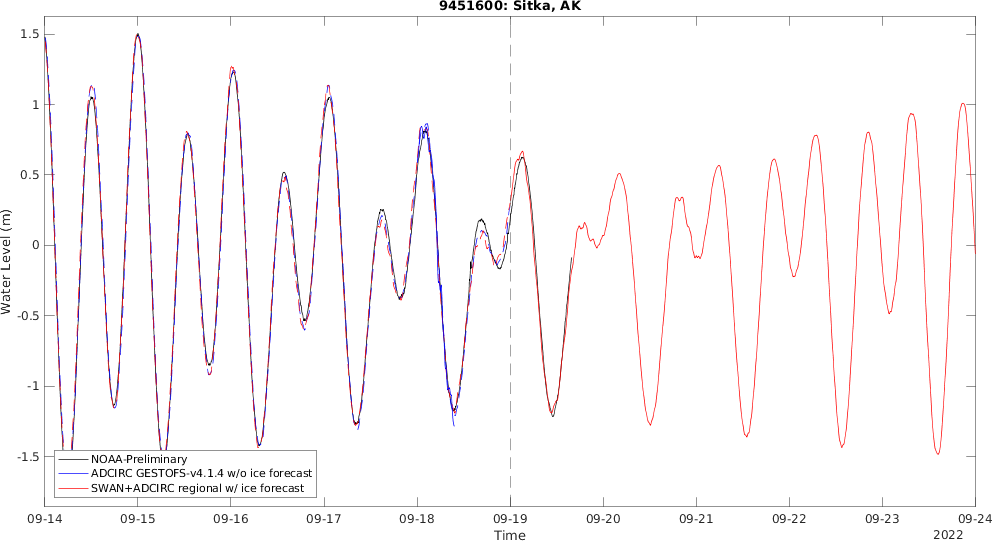 9451600: Sitka, AK
Water Level (m)
1.5
1
0.5
0
-0.5
-1
-1.5
NOAA-Preliminary
ADCIRC GESTOFS-v4.1.4 w/o ice forecast
SWAN+ADCIRC regional w/ ice forecast
09-14 09-15 09-16 09-17 09-18 09-19 09-20 09-21 09-22 09-23 09-24
Time
2022